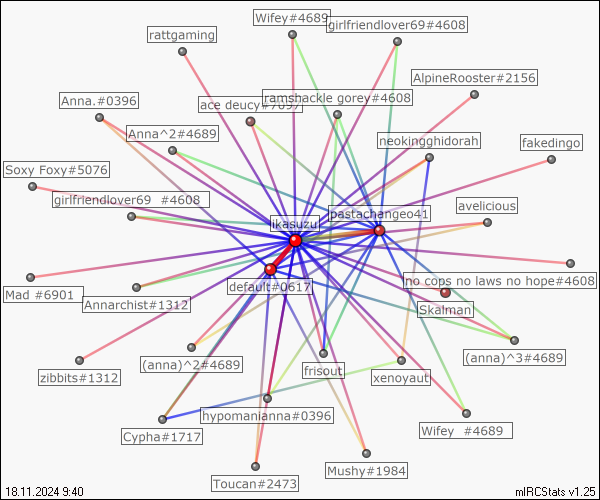 Wifey#4689
girlfriendlover69#4608
rattgaming
AlpineRooster#2156
Anna.#0396
ace deucy#7097
ramshackle gorey#4608
Anna^2#4689
neokingghidorah
fakedingo
Soxy Foxy#5076
girlfriendlover69 #4608
avelicious
pastachangeo41
likasuzu
no cops no laws no hope#4608
Mad #6901
default#0617
Annarchist#1312
Skalman
(anna)^2#4689
(anna)^3#4689
frisout
xenoyaut
zibbits#1312
hypomanianna#0396
Cypha#1717
Wifey #4689
Mushy#1984
Toucan#2473
18.11.2024 9:40
mIRCStats v1.25